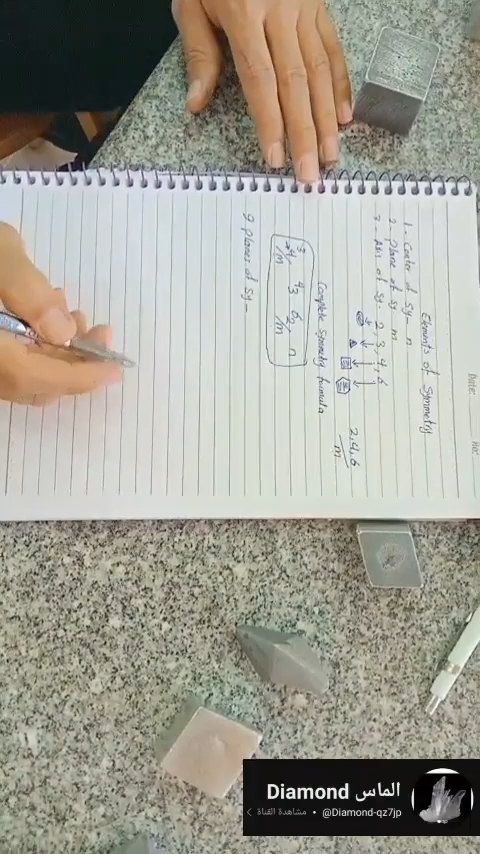 Date:
No:
Elements of Symmetry
1- Center of Sy- n
2- Plane of sy- m
3- Axis of Sy- 2, 3, 4, 6
2,4,6/m
Complete Symmetry formula
3 4/m 4 3 6 2/m n
9 planes of sy-
الماس Diamond
@Diamond-qz7jp • مشاهدة القناة